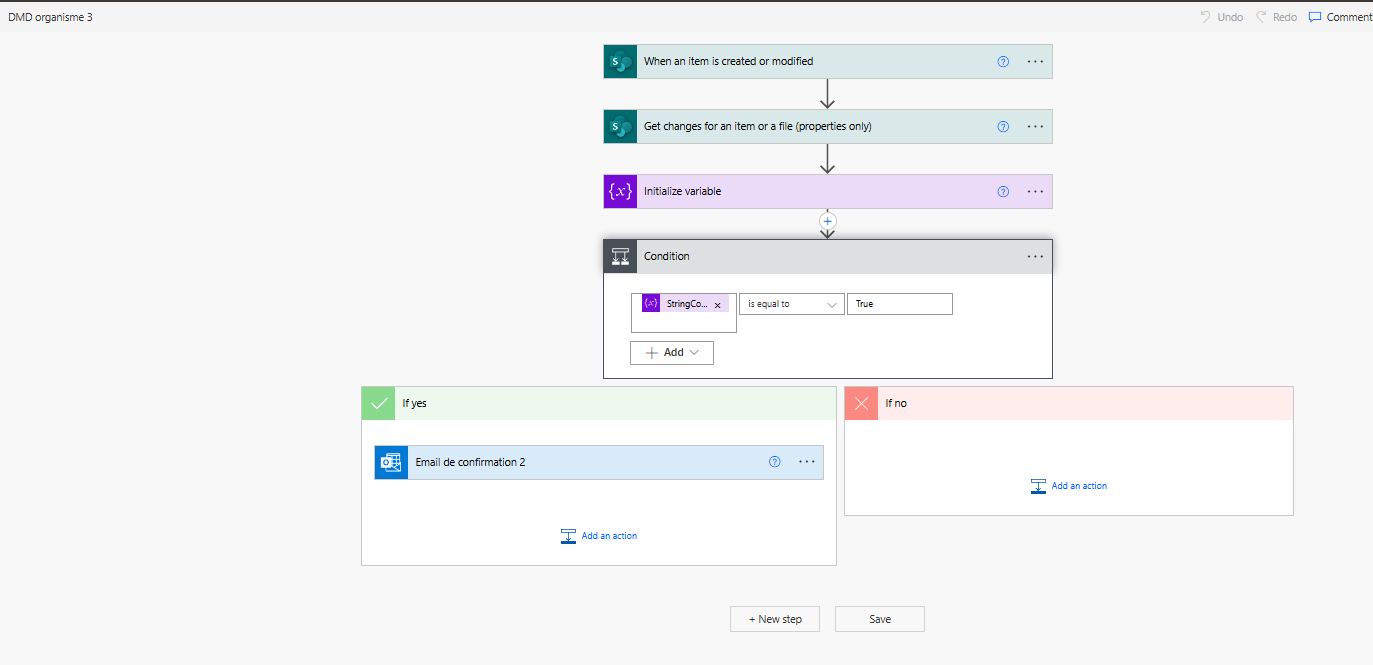 DMD organisme 3
Undo
Redo
Comment
When an item is created or modified
Get changes for an item or a file (properties only)
{x} Initialize variable
Condition
{x} StringCo... × is equal to True
+ Add
If yes
If no
Email de confirmation 2
Add an action
Add an action
+ New step
Save